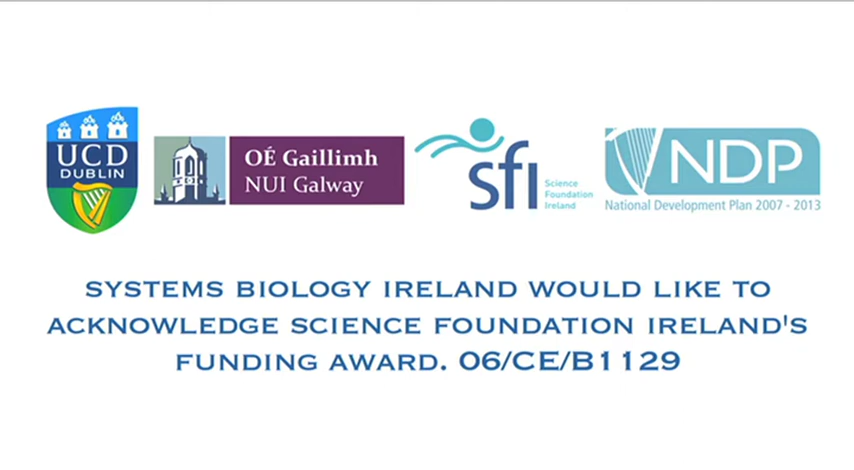 UCD
DUBLIN
OÉ Gaillimh
NUI Galway
sfi
Science
Foundation
Ireland
NDP
National Development Plan 2007 - 2013
SYSTEMS BIOLOGY IRELAND WOULD LIKE TO
ACKNOWLEDGE SCIENCE FOUNDATION IRELAND'S
FUNDING AWARD. 06/CE/B1129